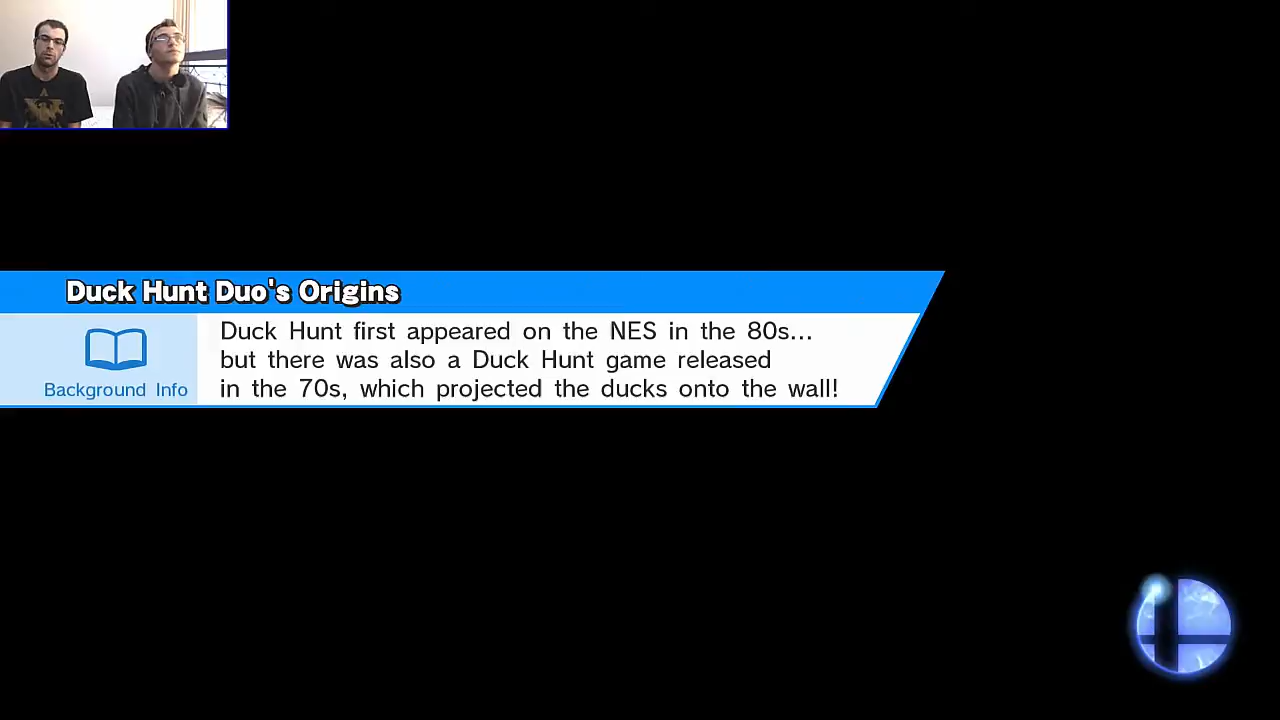 Duck Hunt Duo's Origins
Duck Hunt first appeared on the NES in the 80s...
but there was also a Duck Hunt game released
in the 70s, which projected the ducks onto the wall!
Background Info